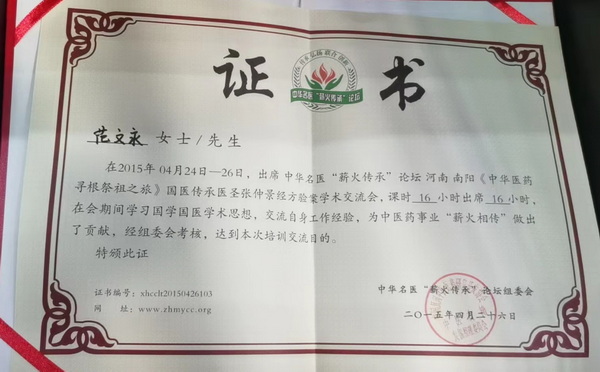 证书
中华名医“薪火传承”论坛
范文永 女士/先生
在2015年 04月24日—26日，出席 中华名医“薪火传承”论坛 河南 南阳《中华医药
寻根祭祖之旅》国医传承医圣张仲景经方验案学术交流会，课时 16 小时出席 16 小时，
在会期间学习国学国医学术思想，交流自身工作经验，为中医药事业“薪火相传”做出
了贡献，经组委会考核，达到本次培训交流目的。
特颁此证
证书编号：xhcclt20150426103
网 址：www.zhmycc.org
中华名医“薪火传承”论坛组委会
二〇一五年四月二十六日